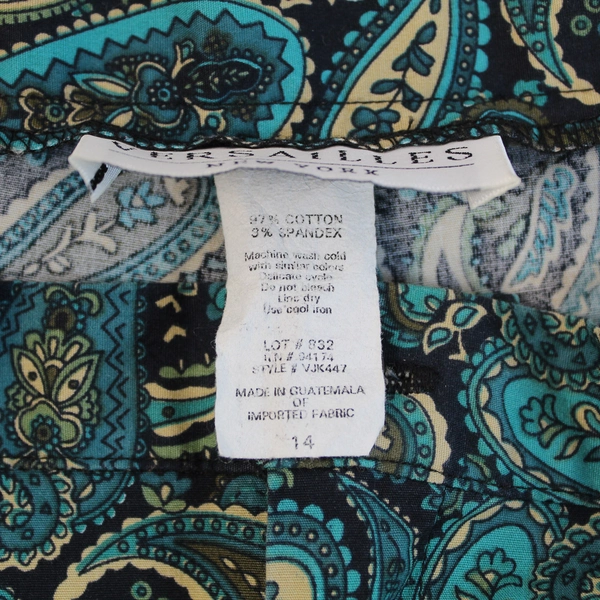 VERSAILLES
NEW YORK
97% COTTON
3% SPANDEX
Machine wash cold
with similar colors
Delicate cycle
Do not bleach
Line dry
Use cool iron
LOT # 832
R.N # 94174
STYLE # VJK447
MADE IN GUATEMALA
OF
IMPORTED FABRIC
14